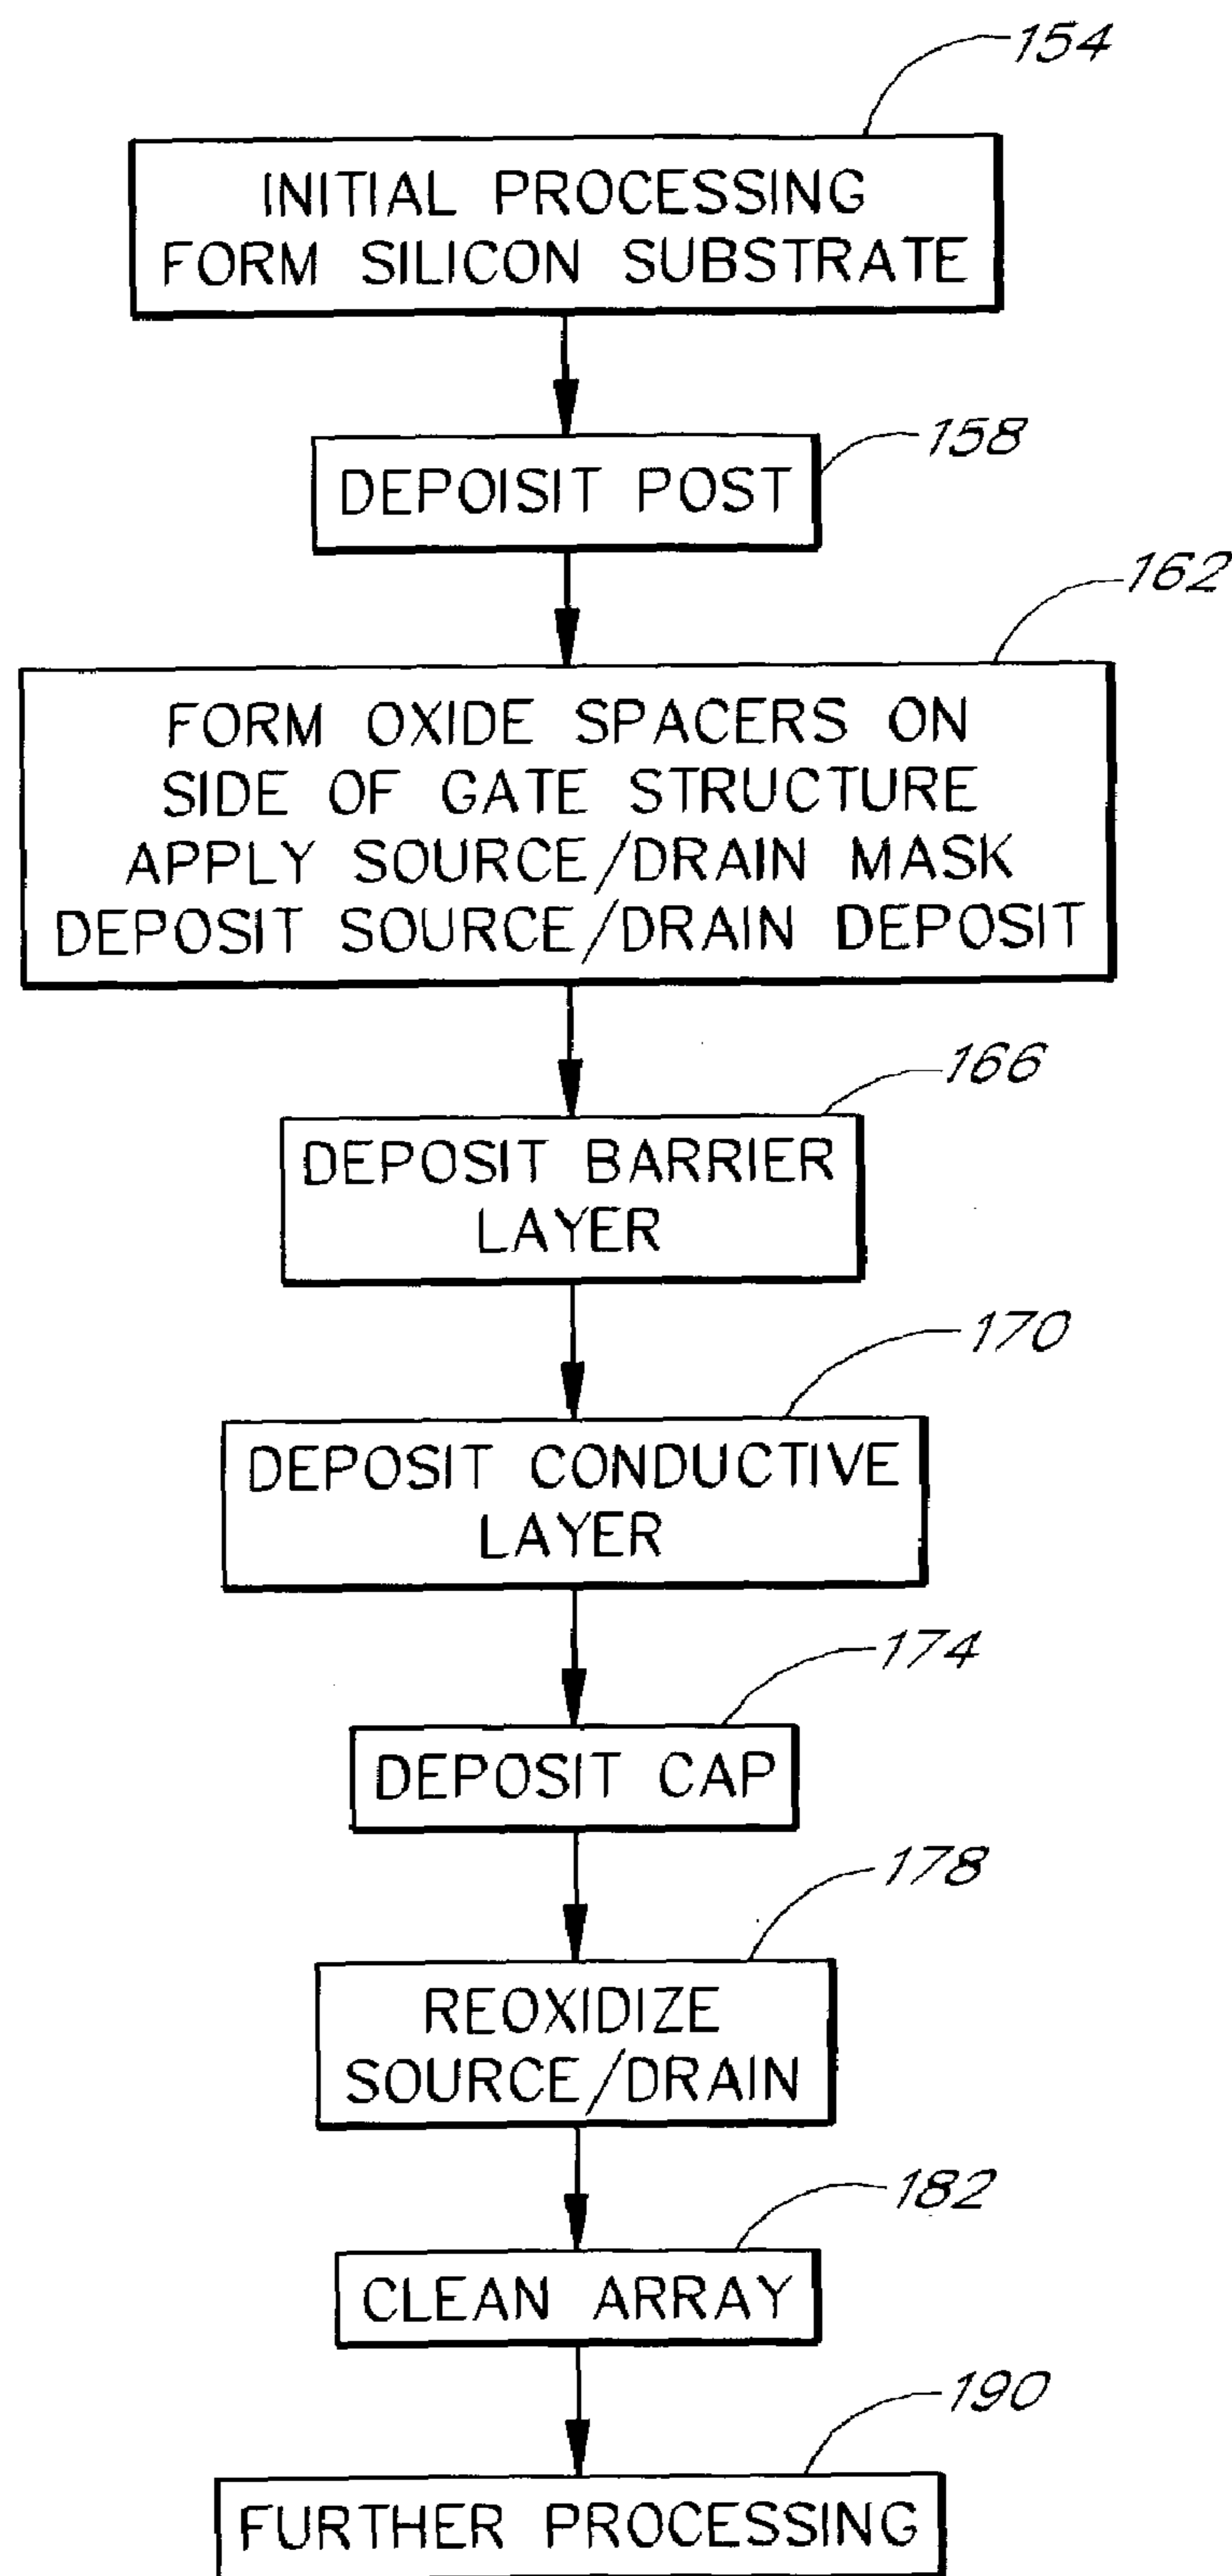 154
INITIAL PROCESSING
FORM SILICON SUBSTRATE
158
DEPOISIT POST
162
FORM OXIDE SPACERS ON
SIDE OF GATE STRUCTURE
APPLY SOURCE/DRAIN MASK
DEPOSIT SOURCE/DRAIN DEPOSIT
166
DEPOSIT BARRIER
LAYER
170
DEPOSIT CONDUCTIVE
LAYER
174
DEPOSIT CAP
178
REOXIDIZE
SOURCE/DRAIN
182
CLEAN ARRAY
190
FURTHER PROCESSING